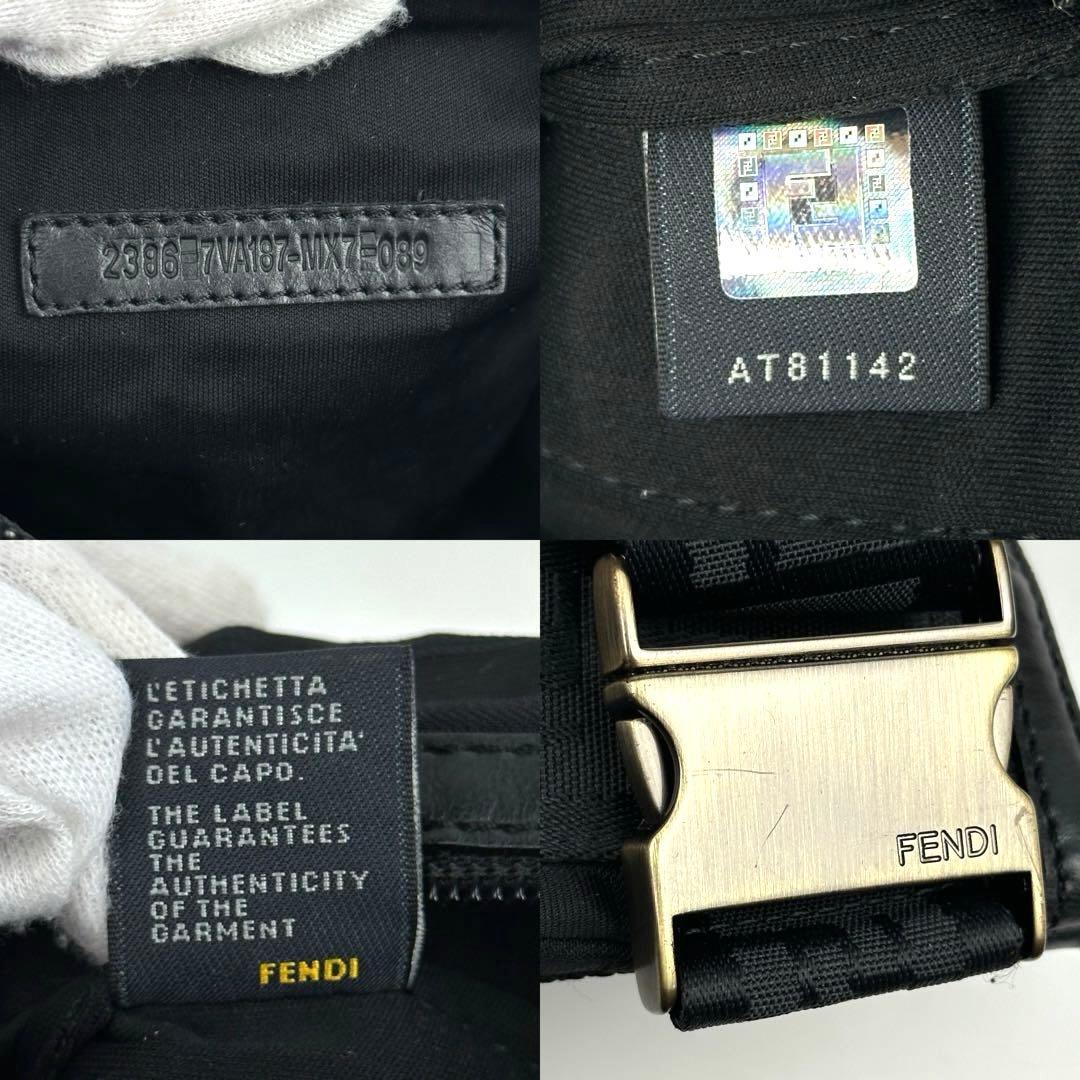 2386-7VA187-MX7-089
AT81142
L'ETICHETTA
GARANTISCE
L'AUTENTICITA'
DEL CAPO.
THE LABEL
GUARANTEES
THE
AUTHENTICITY
OF THE
GARMENT
FENDI
FENDI